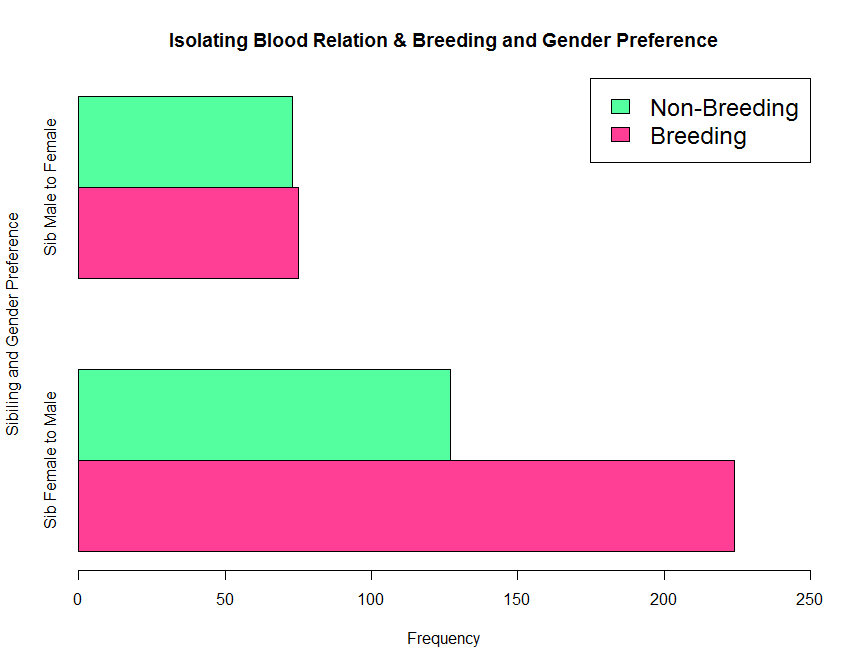 Isolating Blood Relation & Breeding and Gender Preference
Non-Breeding
Breeding
Sibiling and Gender Preference
Sib Male to Female
Sib Female to Male
0 50 100 150 200 250
Frequency